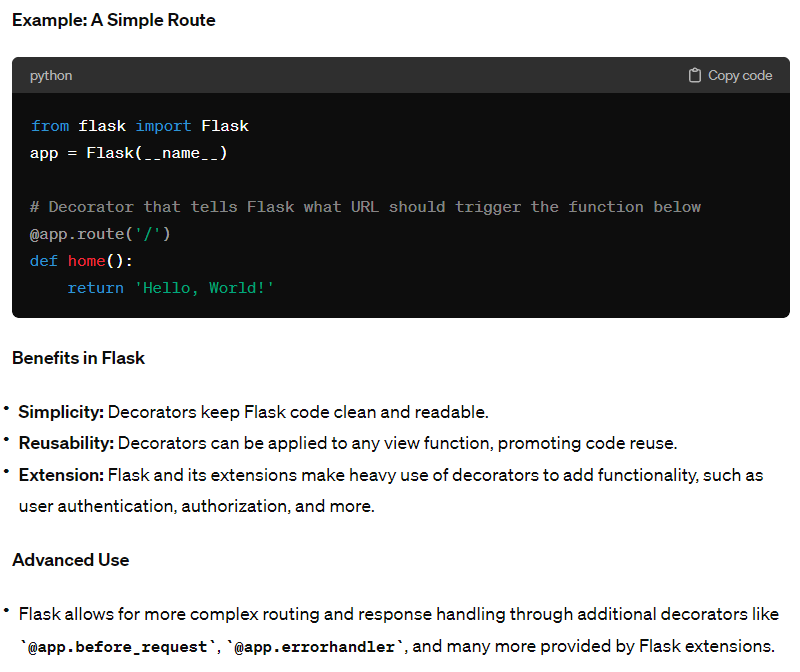 Example: A Simple Route
python
Copy code
from flask import Flask
app = Flask(__name__)
# Decorator that tells Flask what URL should trigger the function below
@app.route('/')
def home():
    return 'Hello, World!'
Benefits in Flask
• Simplicity: Decorators keep Flask code clean and readable.
• Reusability: Decorators can be applied to any view function, promoting code reuse.
• Extension: Flask and its extensions make heavy use of decorators to add functionality, such as
user authentication, authorization, and more.
Advanced Use
• Flask allows for more complex routing and response handling through additional decorators like
`@app.before_request`, `@app.errorhandler`, and many more provided by Flask extensions.